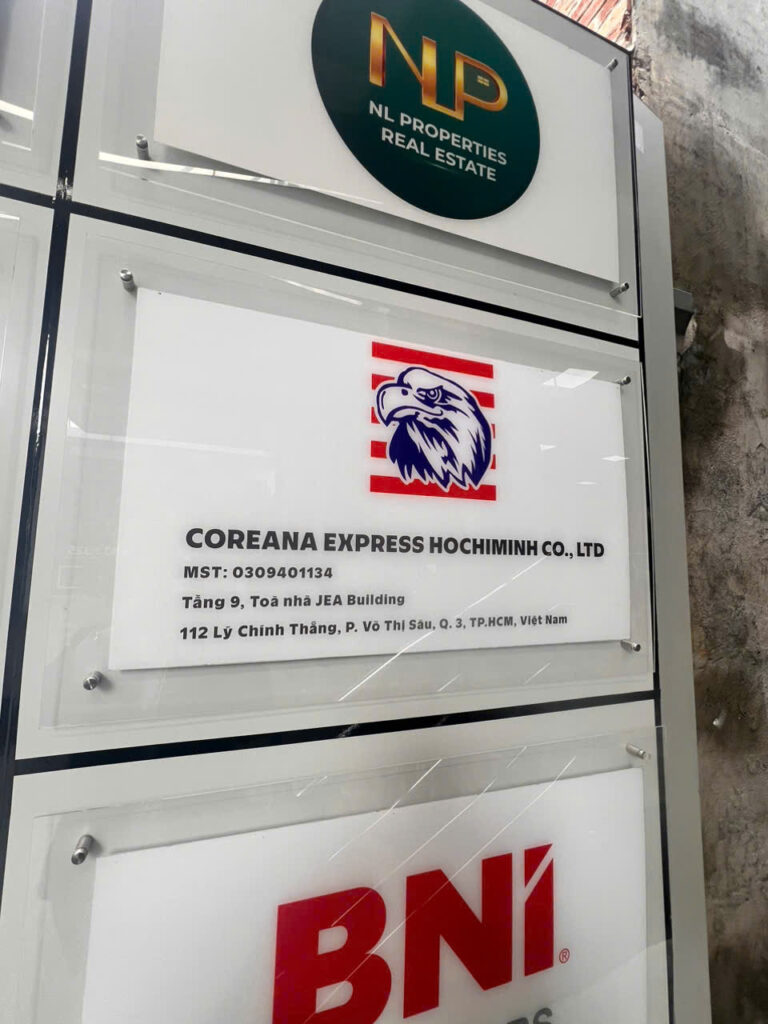 NLP
NL PROPERTIES
REAL ESTATE
COREANA EXPRESS HOCHIMINH CO., LTD
MST: 0309401134
Tầng 9, Toà nhà JEA Building
112 Lý Chính Thắng, P. Võ Thị Sáu, Q. 3, TP.HCM, Việt Nam
BNI®